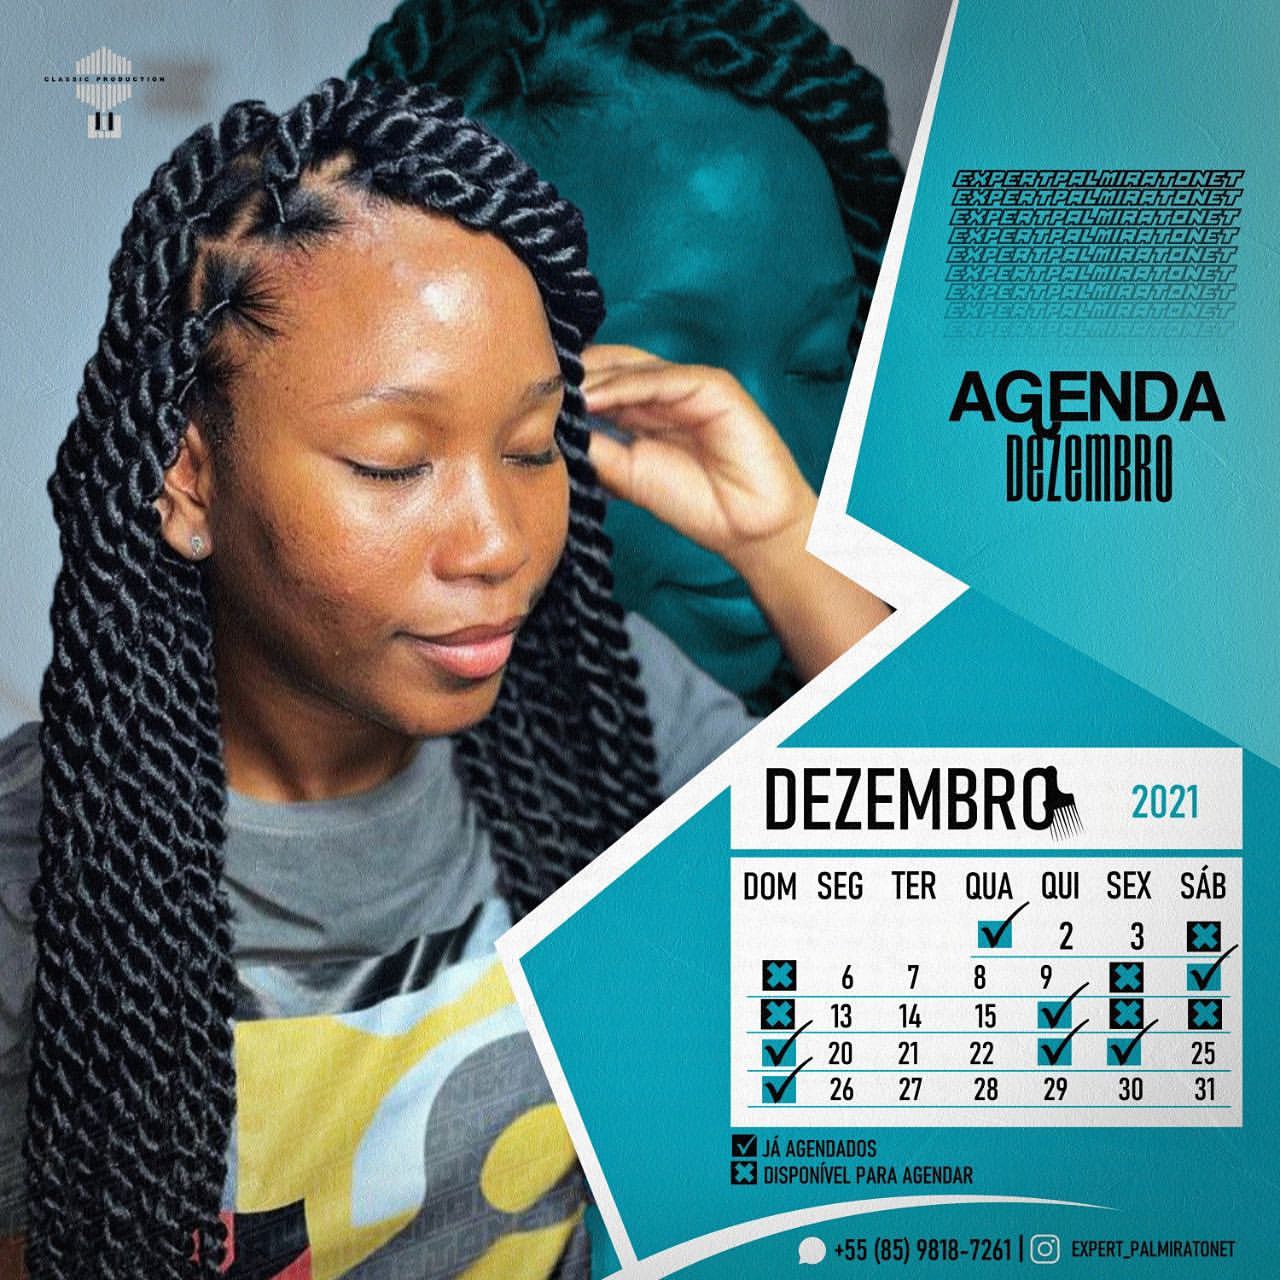 CLASSIC PRODUCTION
EXPERTPALMIRATONET
EXPERTPALMIRATONET
EXPERTPALMIRATONET
EXPERTPALMIRATONET
EXPERTPALMIRATONET
EXPERTPALMIRATONET
EXPERTPALMIRATONET
EXPERTPALMIRATONET
EXPERTPALMIRATONET
AGENDA
DEZEMBRO
DEZEMBRO 2021
DOM SEG TER QUA QUI SEX SÁB
2 3
6 7 8 9
13 14 15
20 21 22 25
26 27 28 29 30 31
JÁ AGENDADOS
DISPONÍVEL PARA AGENDAR
+55 (85) 9818-7261 | EXPERT_PALMIRATONET